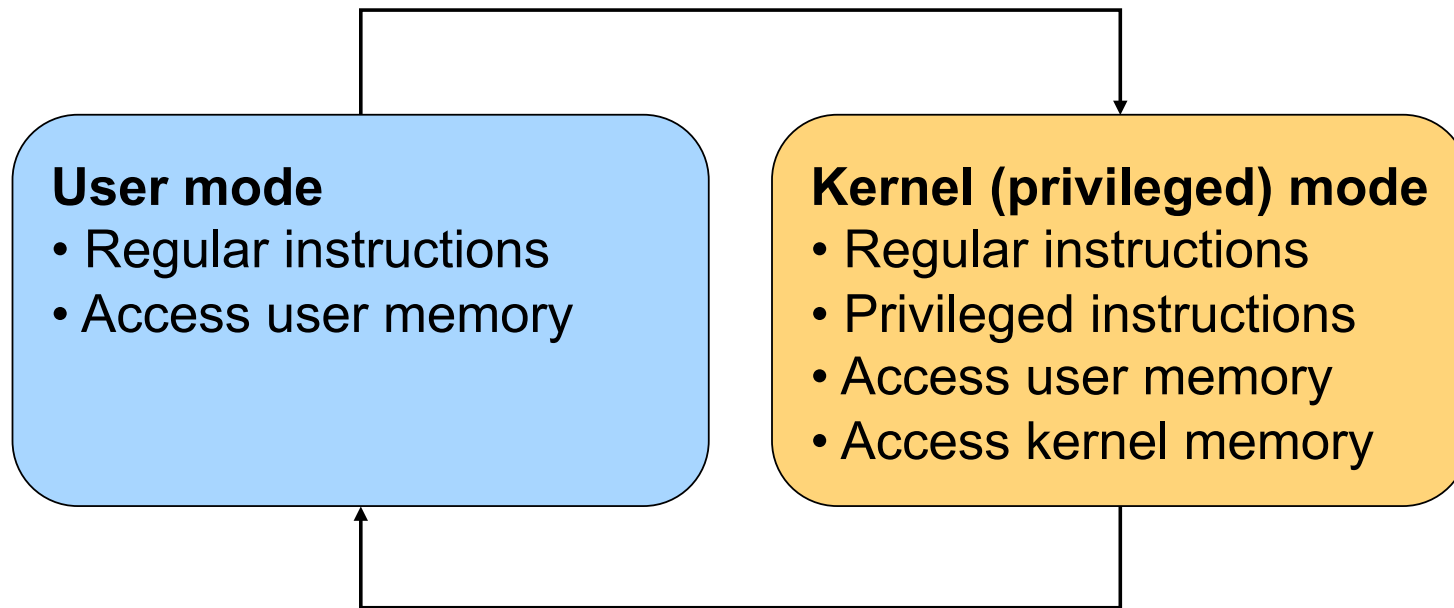 User mode
• Regular instructions
• Access user memory
Kernel (privileged) mode
• Regular instructions
• Privileged instructions
• Access user memory
• Access kernel memory